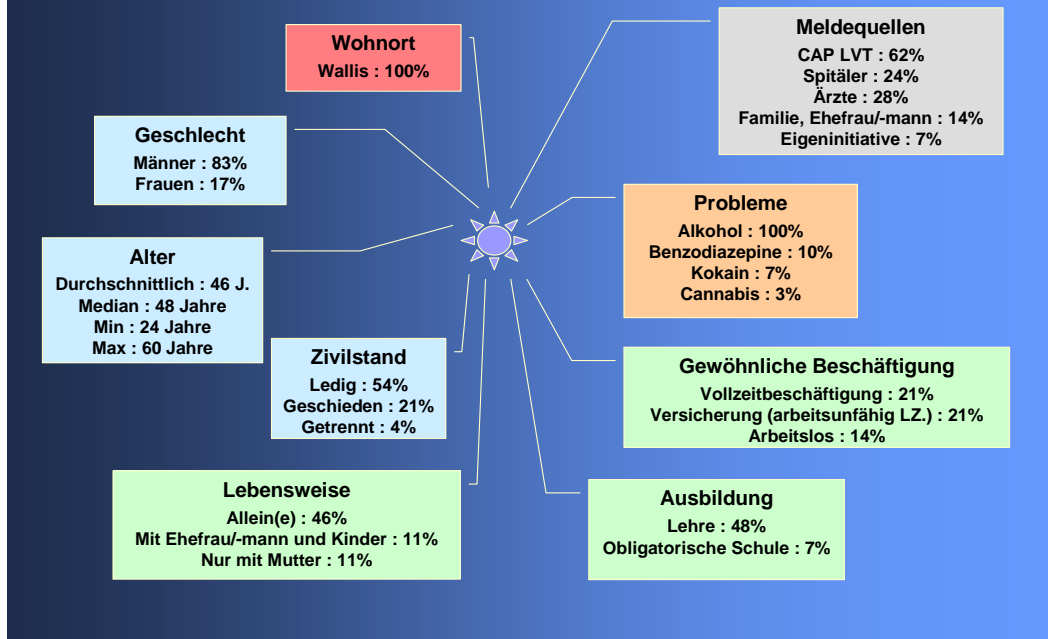 Wohnort
Wallis : 100%
Meldequellen
CAP LVT : 62%
Spitäler : 24%
Ärzte : 28%
Familie, Ehefrau/-mann : 14%
Eigeninitiative : 7%
Geschlecht
Männer : 83%
Frauen : 17%
Probleme
Alkohol : 100%
Benzodiazepine : 10%
Kokain : 7%
Cannabis : 3%
Alter
Durchschnittlich : 46 J.
Median : 48 Jahre
Min : 24 Jahre
Max : 60 Jahre
Zivilstand
Ledig : 54%
Geschieden : 21%
Getrennt : 4%
Gewöhnliche Beschäftigung
Vollzeitbeschäftigung : 21%
Versicherung (arbeitsunfähig LZ.) : 21%
Arbeitslos : 14%
Lebensweise
Allein(e) : 46%
Mit Ehefrau/-mann und Kinder : 11%
Nur mit Mutter : 11%
Ausbildung
Lehre : 48%
Obligatorische Schule : 7%